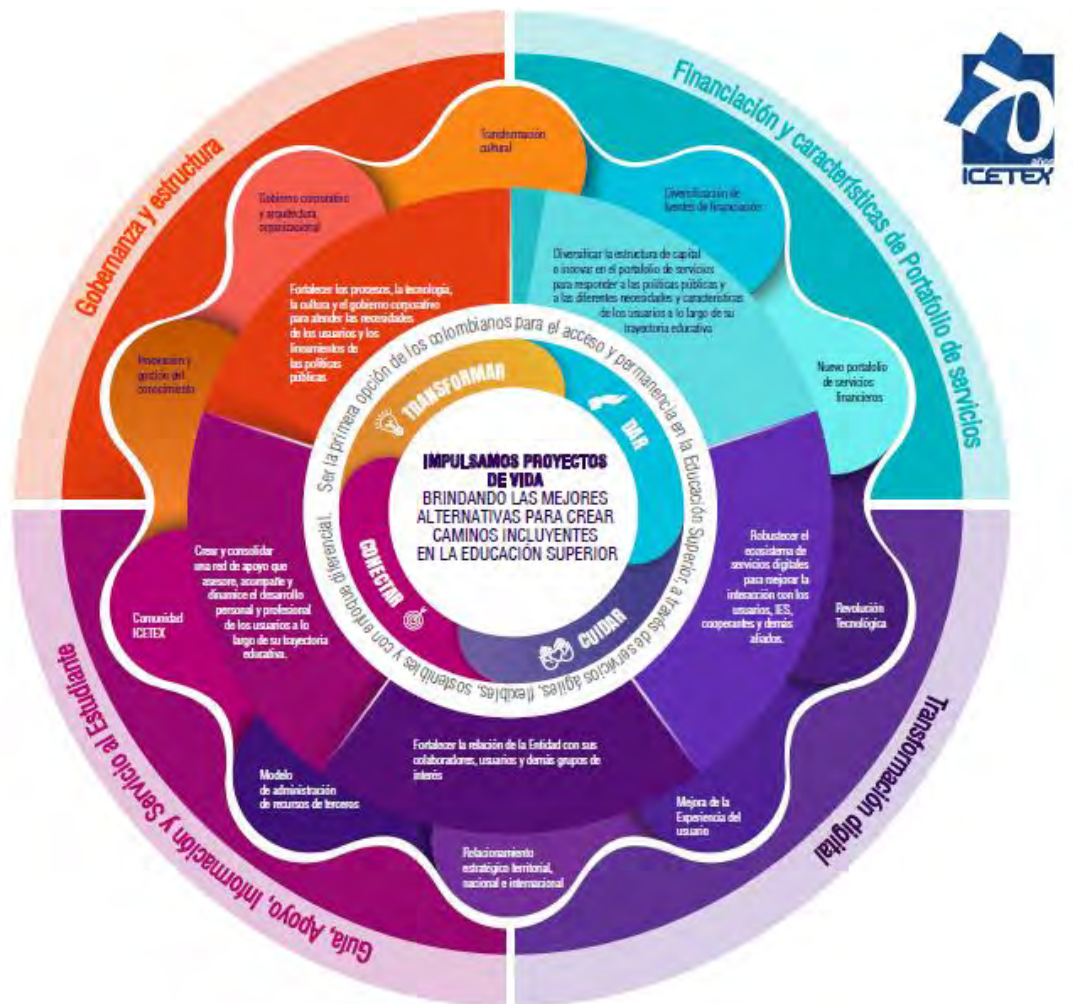 Gobernanza y estructura
Financiación y características de Portafolio de servicios
70
años
ICETEX
Transformación
cultural
Gobierno corporativo
y arquitectura
organizacional
Diversificación de
fuentes de financiación
Procesos y
gestión del
conocimiento
Nuevo portafolio
de servicios
financieros
Fortalecer los procesos, la tecnología,
la cultura y el gobierno corporativo
para atender las necesidades
de los usuarios y los
lineamientos de
las políticas
públicas
Diversificar la estructura de capital
e innovar en el portafolio de servicios
para responder a las políticas públicas y
a las diferentes necesidades y características
de los usuarios a lo largo de su
trayectoria educativa
Ser la primera opción de los colombianos para el acceso y permanencia en la Educación Superior, a través de servicios ágiles, flexibles, sostenibles, y con enfoque diferencial.
TRANSFORMAR
DAR
CUIDAR
CONECTAR
IMPULSAMOS PROYECTOS
DE VIDA
BRINDANDO LAS MEJORES
ALTERNATIVAS PARA CREAR
CAMINOS INCLUYENTES
EN LA EDUCACIÓN SUPERIOR
Crear y consolidar
una red de apoyo que
asesore, acompañe y
dinamice el desarrollo
personal y profesional
de los usuarios a lo
largo de su trayectoria
educativa.
Robustecer el
ecosistema de
servicios digitales
para mejorar la
interacción con los
usuarios, IES,
cooperantes y demás
aliados.
Comunidad
ICETEX
Revolución
Tecnológica
Fortalecer la relación de la Entidad con sus
colaboradores, usuarios y demás grupos de
interés
Modelo
de administración
de recursos de terceros
Mejora de la
Experiencia del
usuario
Relacionamiento
estratégico territorial,
nacional e internacional
Guía, Apoyo, Información y Servicio al Estudiante
Transformación digital